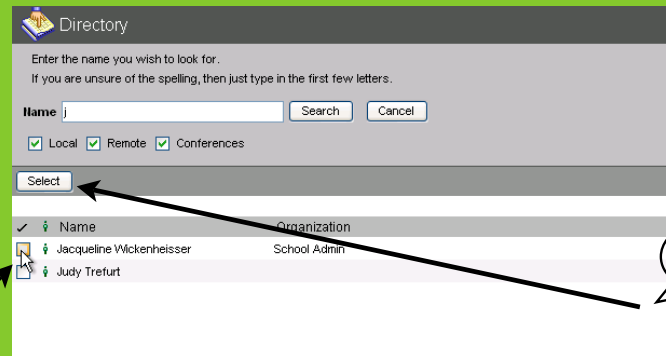 Directory
Enter the name you wish to look for.
If you are unsure of the spelling, then just type in the first few letters.
Name j Search Cancel
Local Remote Conferences
Select
Name Organization
Jacqueline Wickenheisser School Admin
Judy Trefurt